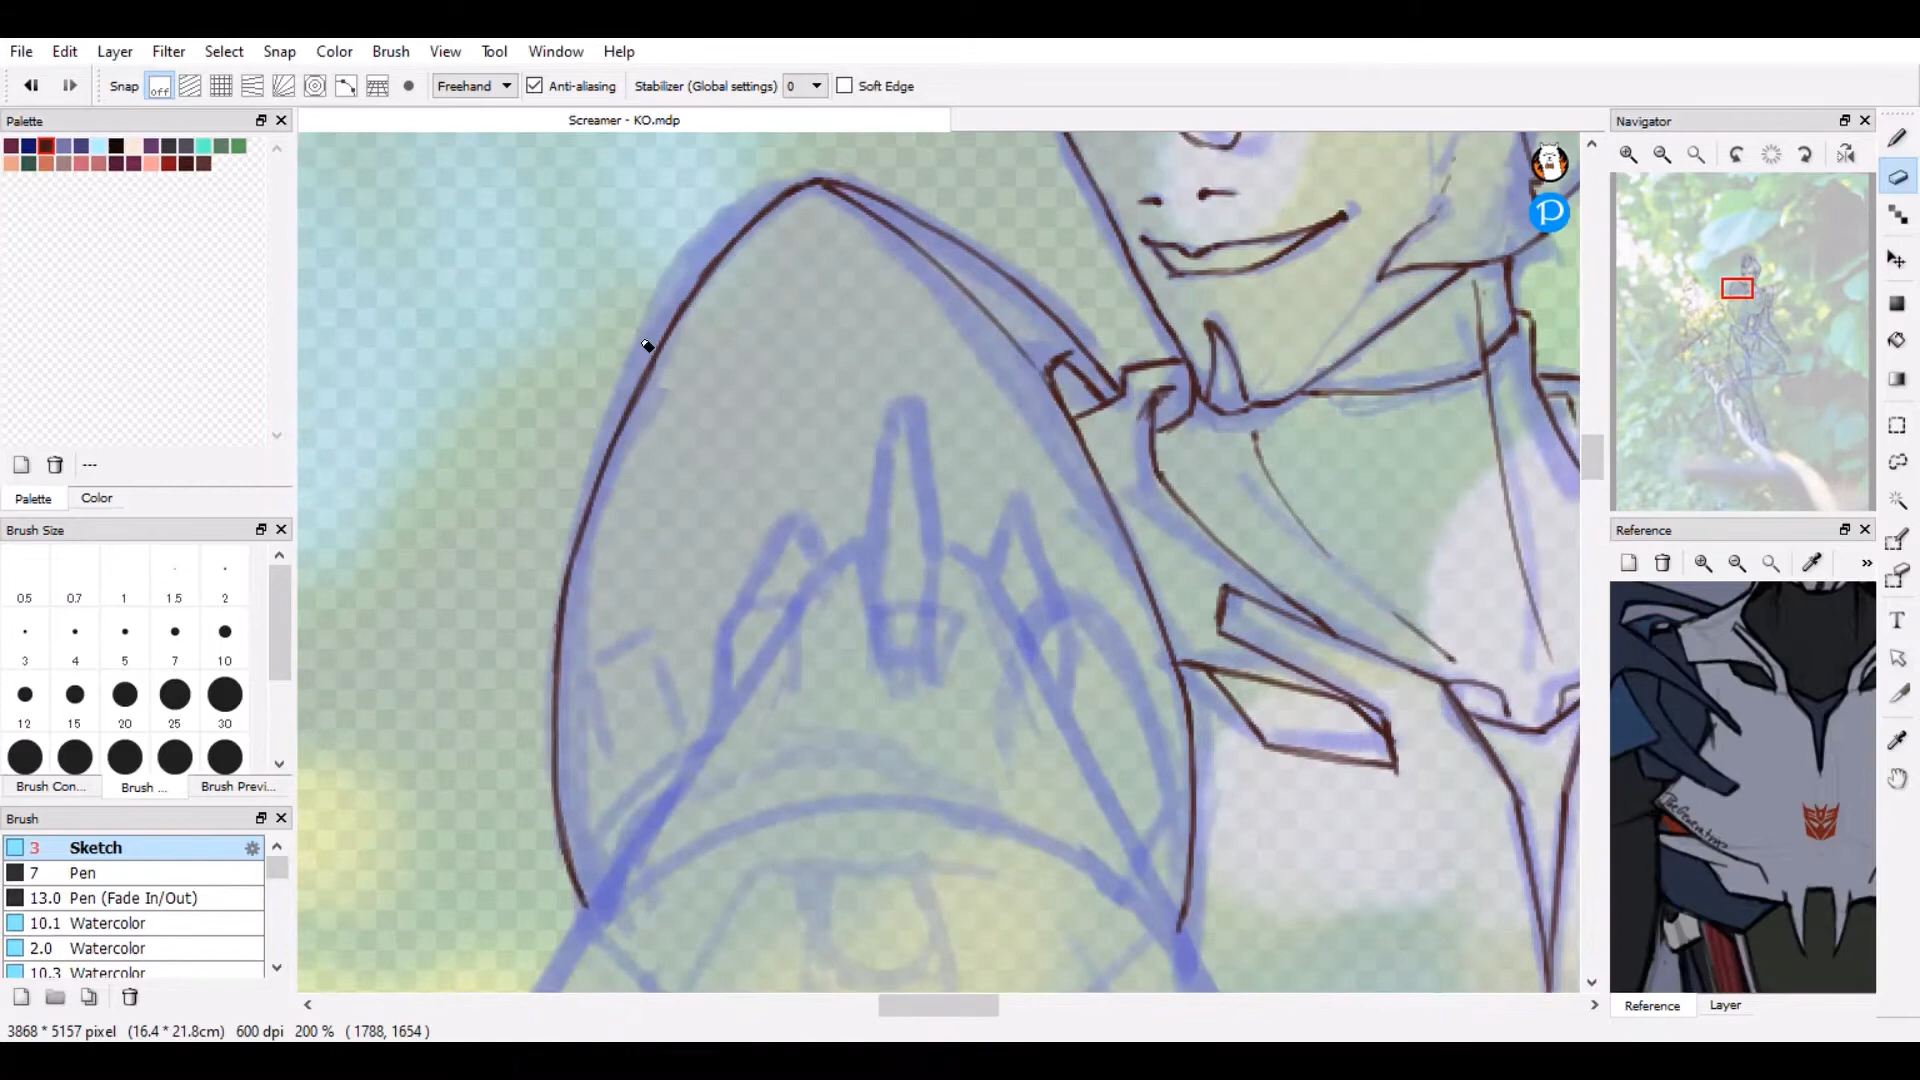 File Edit Layer Filter Select Snap Color Brush View Tool Window Help
Snap off Freehand Anti-aliasing Stabilizer (Global settings) 0 Soft Edge
Palette
Screamer - KO.mdp
Navigator
P
---
Palette Color
Brush Size
0.5 0.7 1 1.5 2
3 4 5 7 10
12 15 20 25 30
Brush Con... Brush ... Brush Previ...
Brush
3 Sketch
7 Pen
13.0 Pen (Fade In/Out)
10.1 Watercolor
2.0 Watercolor
10.3 Watercolor
Reference
»
T
Reference Layer
3868 * 5157 pixel (16.4 * 21.8cm) 600 dpi 200 % ( 1788, 1654 )